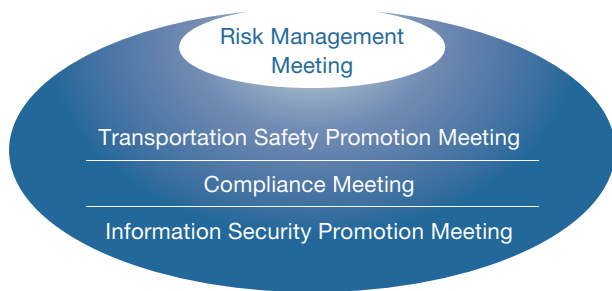 Risk Management
Meeting
Transportation Safety Promotion Meeting
Compliance Meeting
Information Security Promotion Meeting